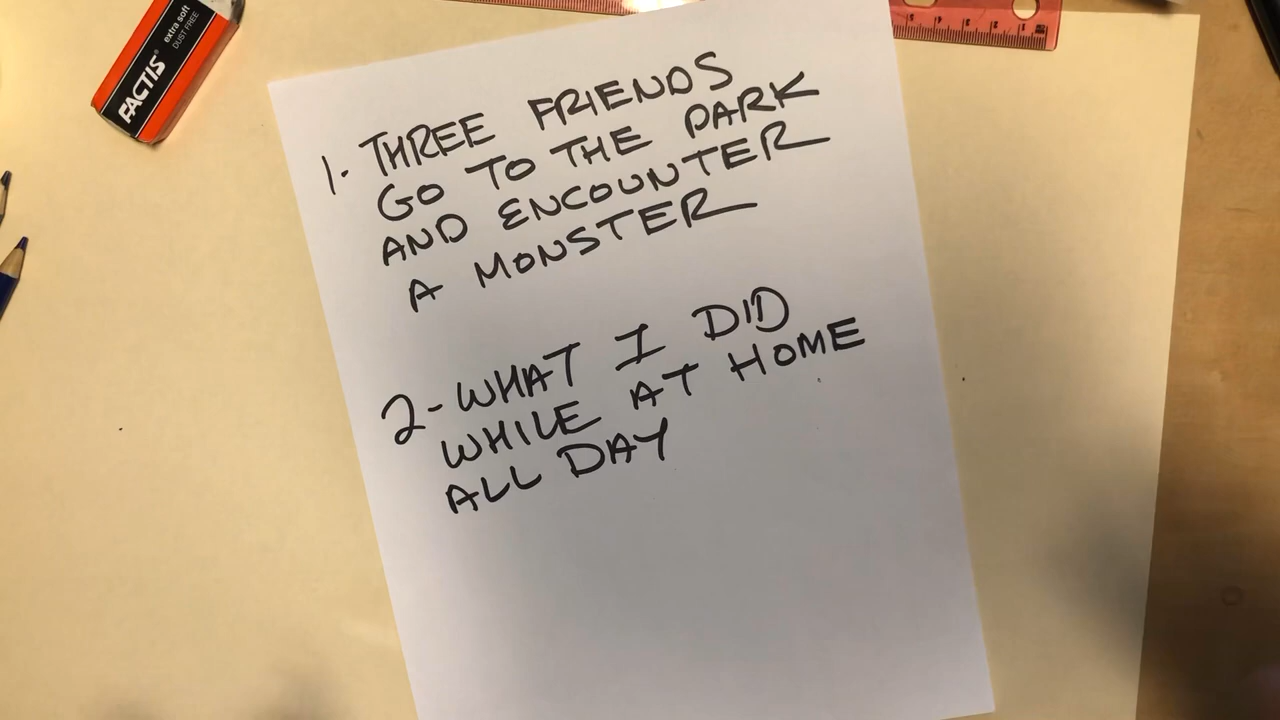 FACTIS®
extra soft
DUST FREE
1. THREE FRIENDS
GO TO THE PARK
AND ENCOUNTER
A MONSTER
2-WHAT I DID
WHILE AT HOME
ALL DAY